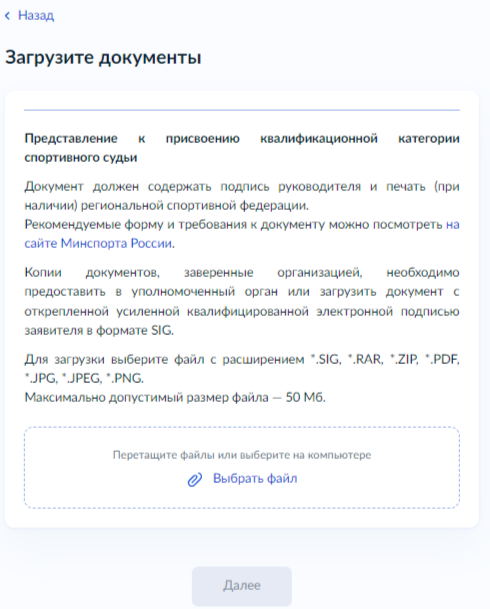 Назад
Загрузите документы
Представление к присвоению квалификационной категории
спортивного судьи
Документ должен содержать подпись руководителя и печать (при
наличии) региональной спортивной федерации.
Рекомендуемые форму и требования к документу можно посмотреть на
сайте Минспорта России.
Копии документов, заверенные организацией, необходимо
предоставить в уполномоченный орган или загрузить документ с
открепленной усиленной квалифицированной электронной подписью
заявителя в формате SIG.
Для загрузки выберите файл с расширением *.SIG, *.RAR, *.ZIP, *.PDF,
*.JPG, *.JPEG, *.PNG.
Максимально допустимый размер файла — 50 Мб.
Перетащите файлы или выберите на компьютере
Выбрать файл
Далее